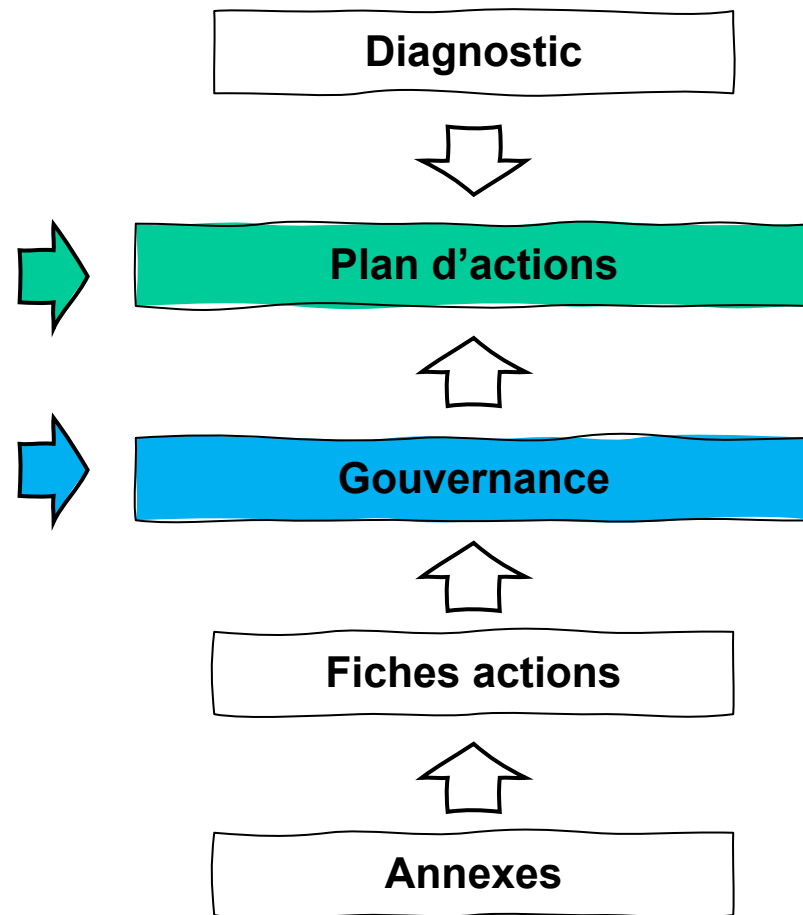 Diagnostic
Plan d’actions
Gouvernance
Fiches actions
Annexes